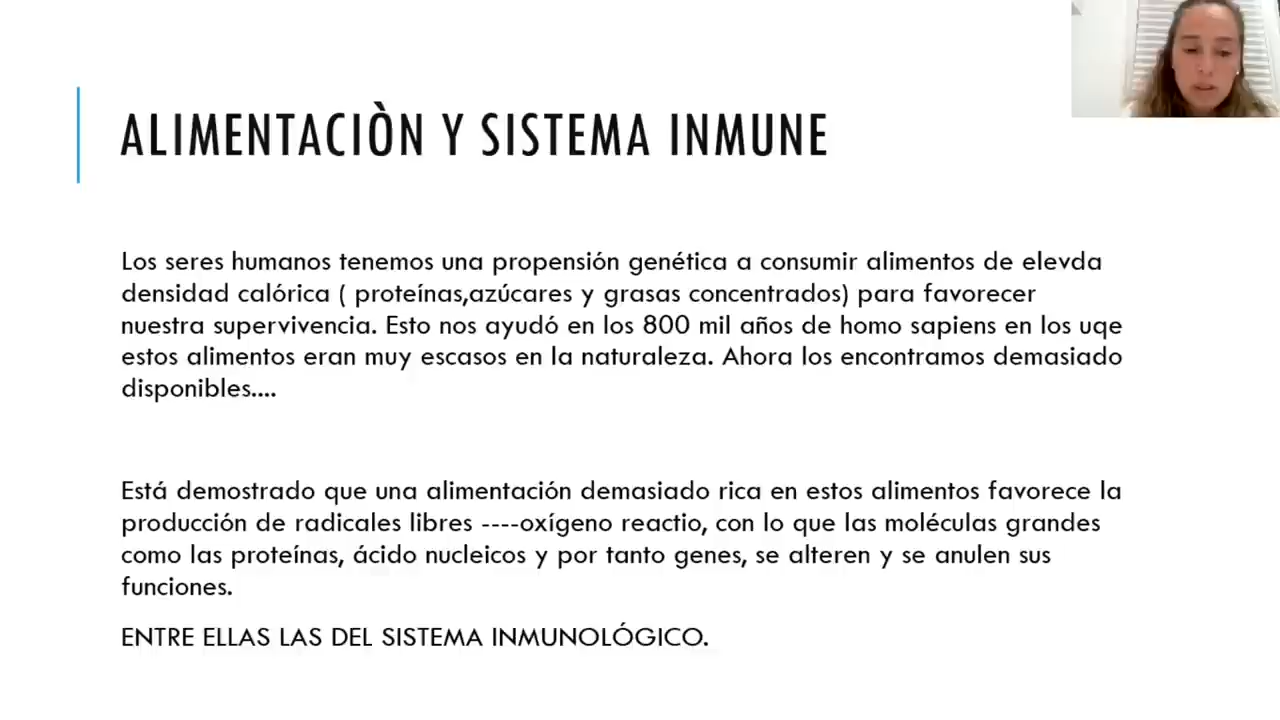 ALIMENTACIÒN Y SISTEMA INMUNE
Los seres humanos tenemos una propensión genética a consumir alimentos de elevda
densidad calórica ( proteínas,azúcares y grasas concentrados) para favorecer
nuestra supervivencia. Esto nos ayudó en los 800 mil años de homo sapiens en los uqe
estos alimentos eran muy escasos en la naturaleza. Ahora los encontramos demasiado
disponibles....
Está demostrado que una alimentación demasiado rica en estos alimentos favorece la
producción de radicales libres ----oxígeno reactio, con lo que las moléculas grandes
como las proteínas, ácido nucleicos y por tanto genes, se alteren y se anulen sus
funciones.
ENTRE ELLAS LAS DEL SISTEMA INMUNOLÓGICO.